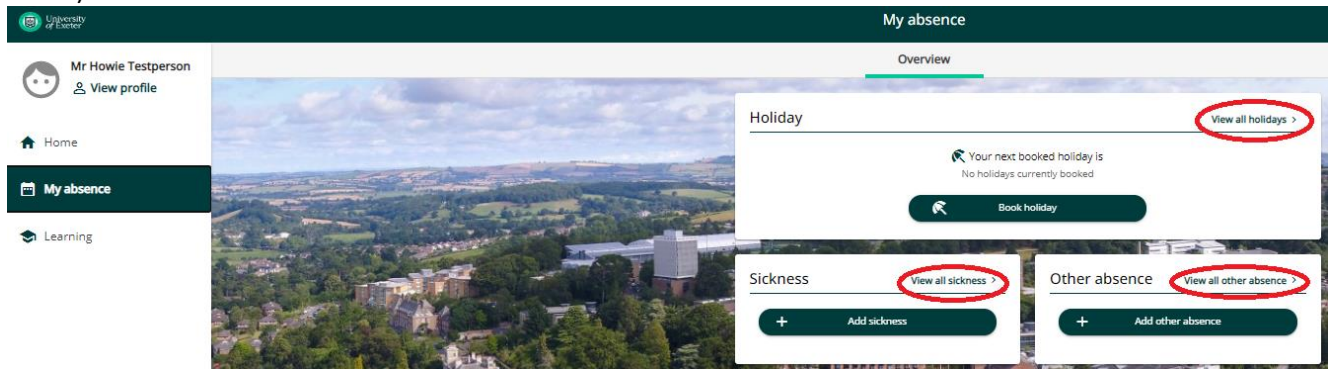 University
of Exeter
My absence
Mr Howie Testperson
View profile
Overview
Home
My absence
Learning
Holiday
View all holidays >
Your next booked holiday is
No holidays currently booked
Book holiday
Sickness
View all sickness >
+ Add sickness
Other absence
View all other absence >
+ Add other absence